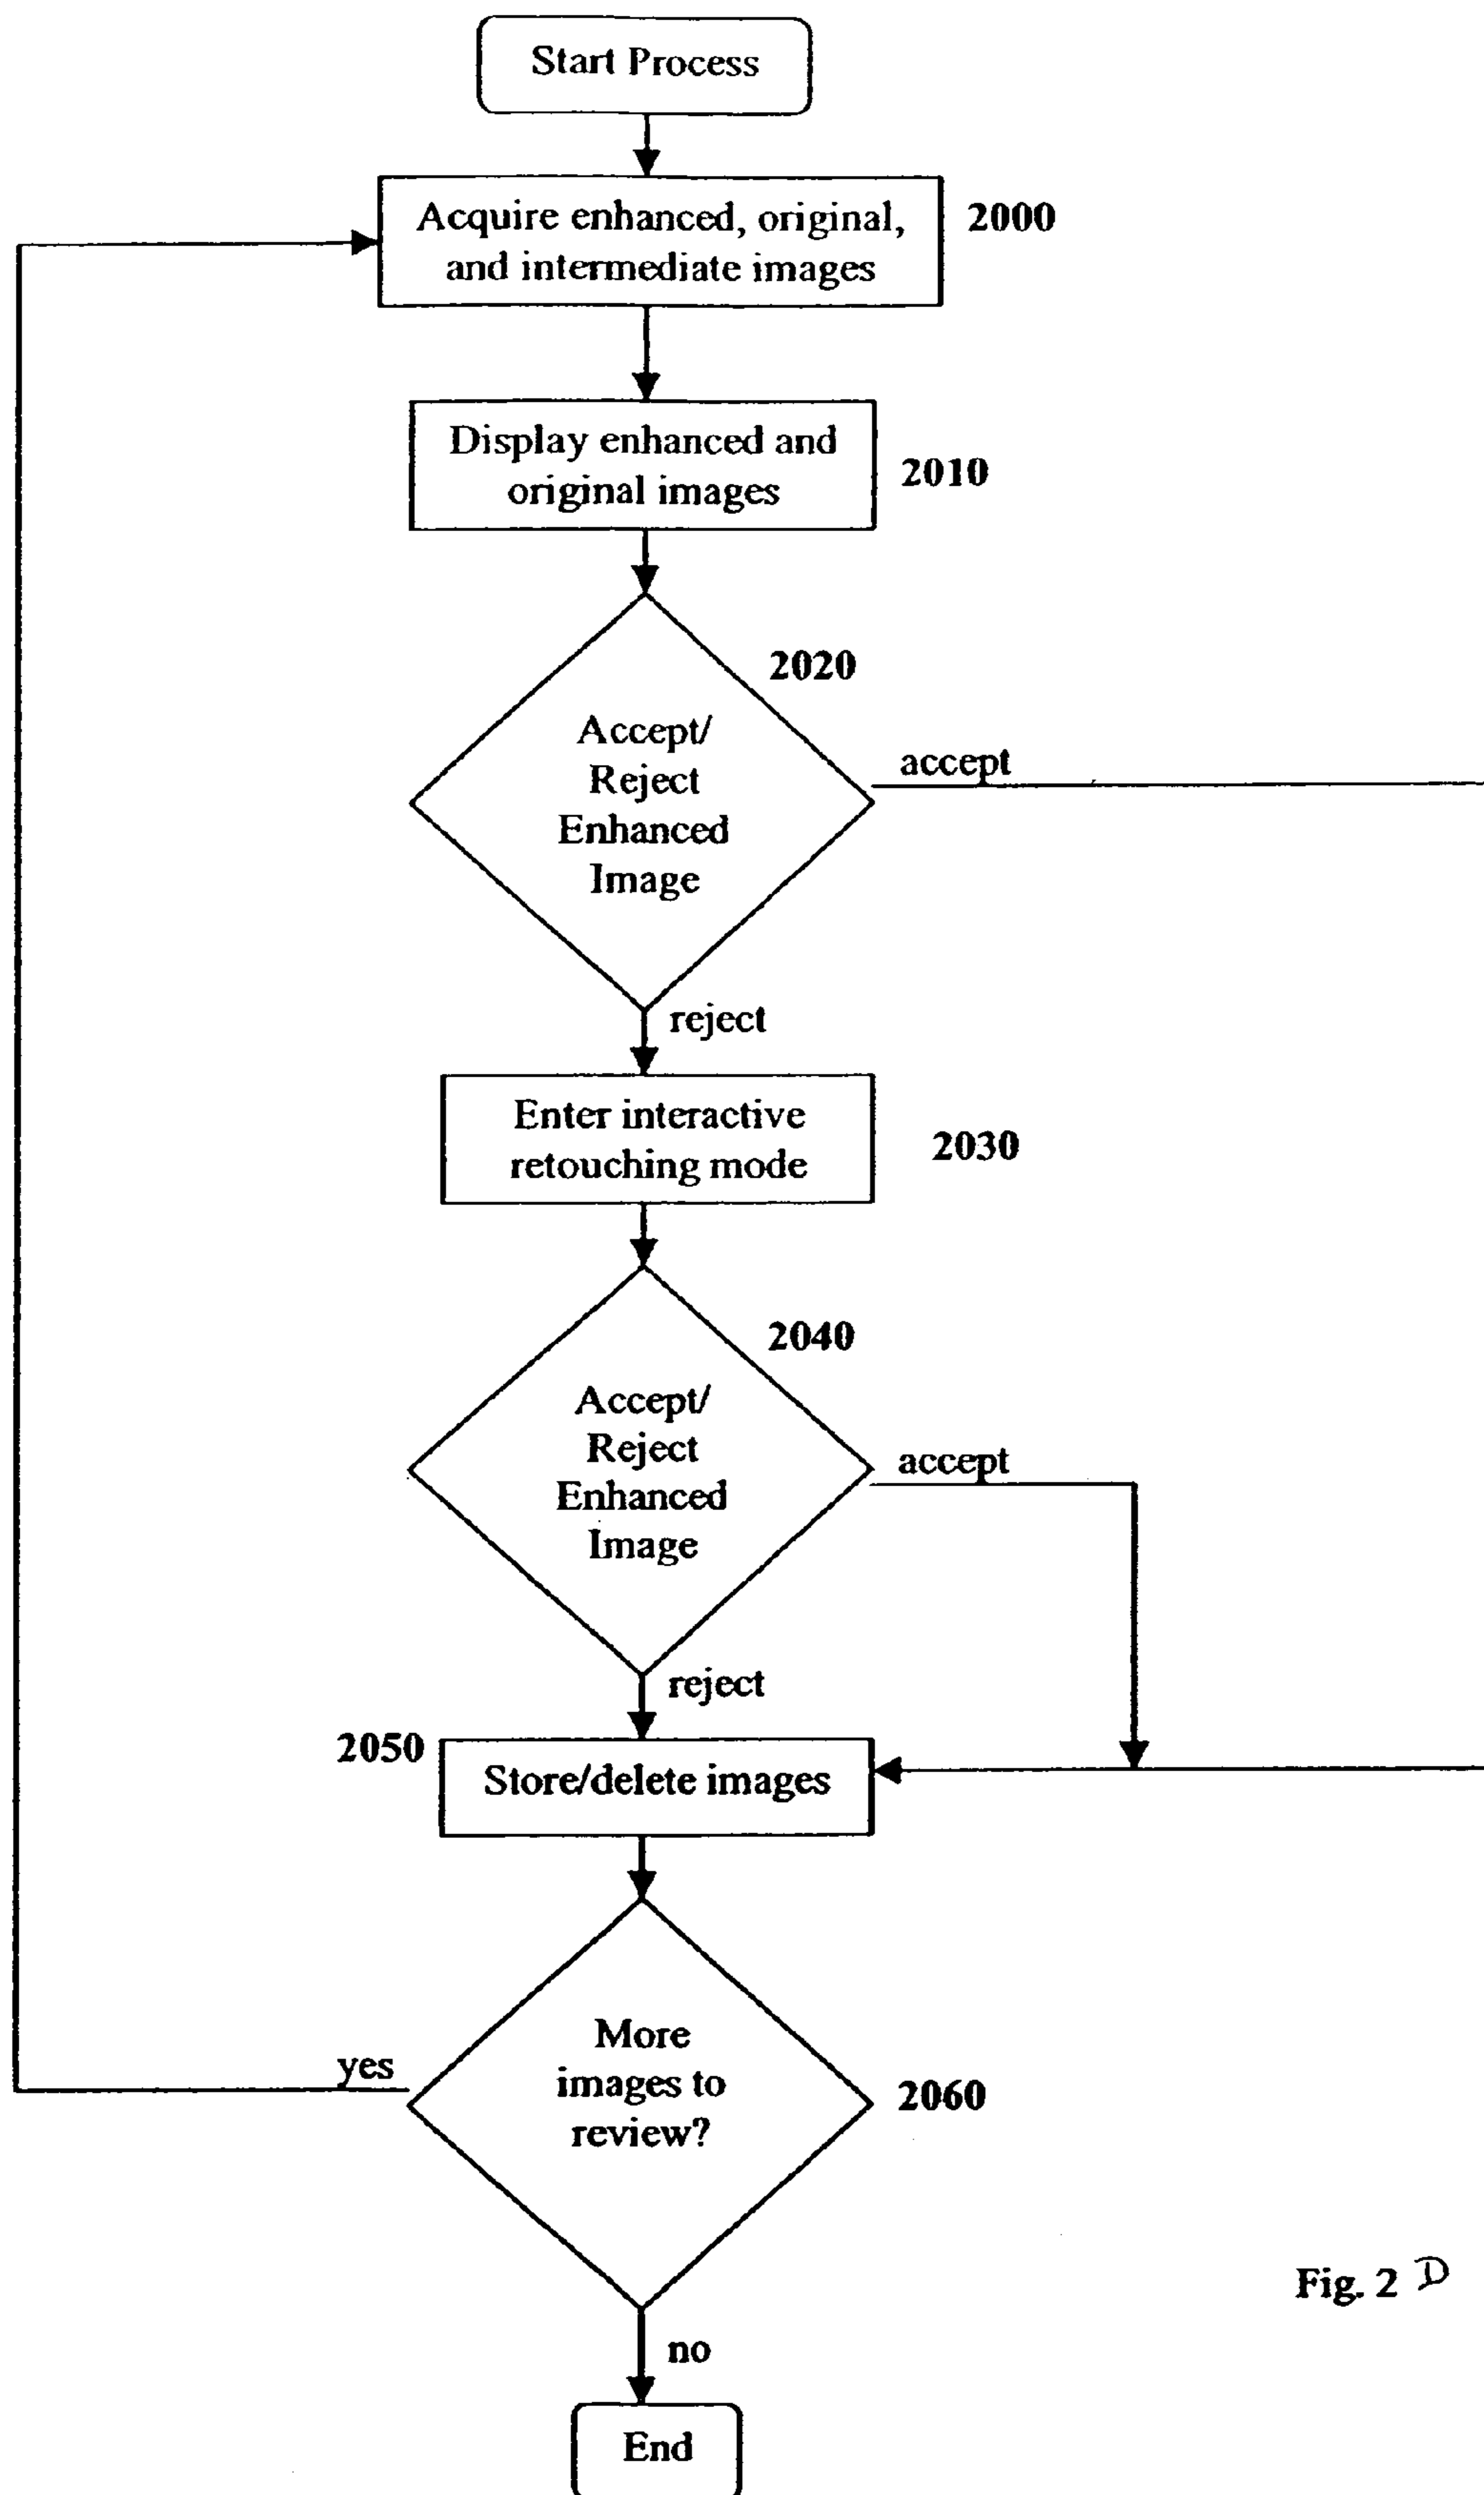 Start Process
Acquire enhanced, original,
and intermediate images
2000
Display enhanced and
original images
2010
2020
Accept/
Reject
Enhanced
Image
accept
reject
Enter interactive
retouching mode
2030
2040
Accept/
Reject
Enhanced
Image
accept
reject
2050
Store/delete images
More
images to
review?
yes
2060
Fig. 2 D
no
End